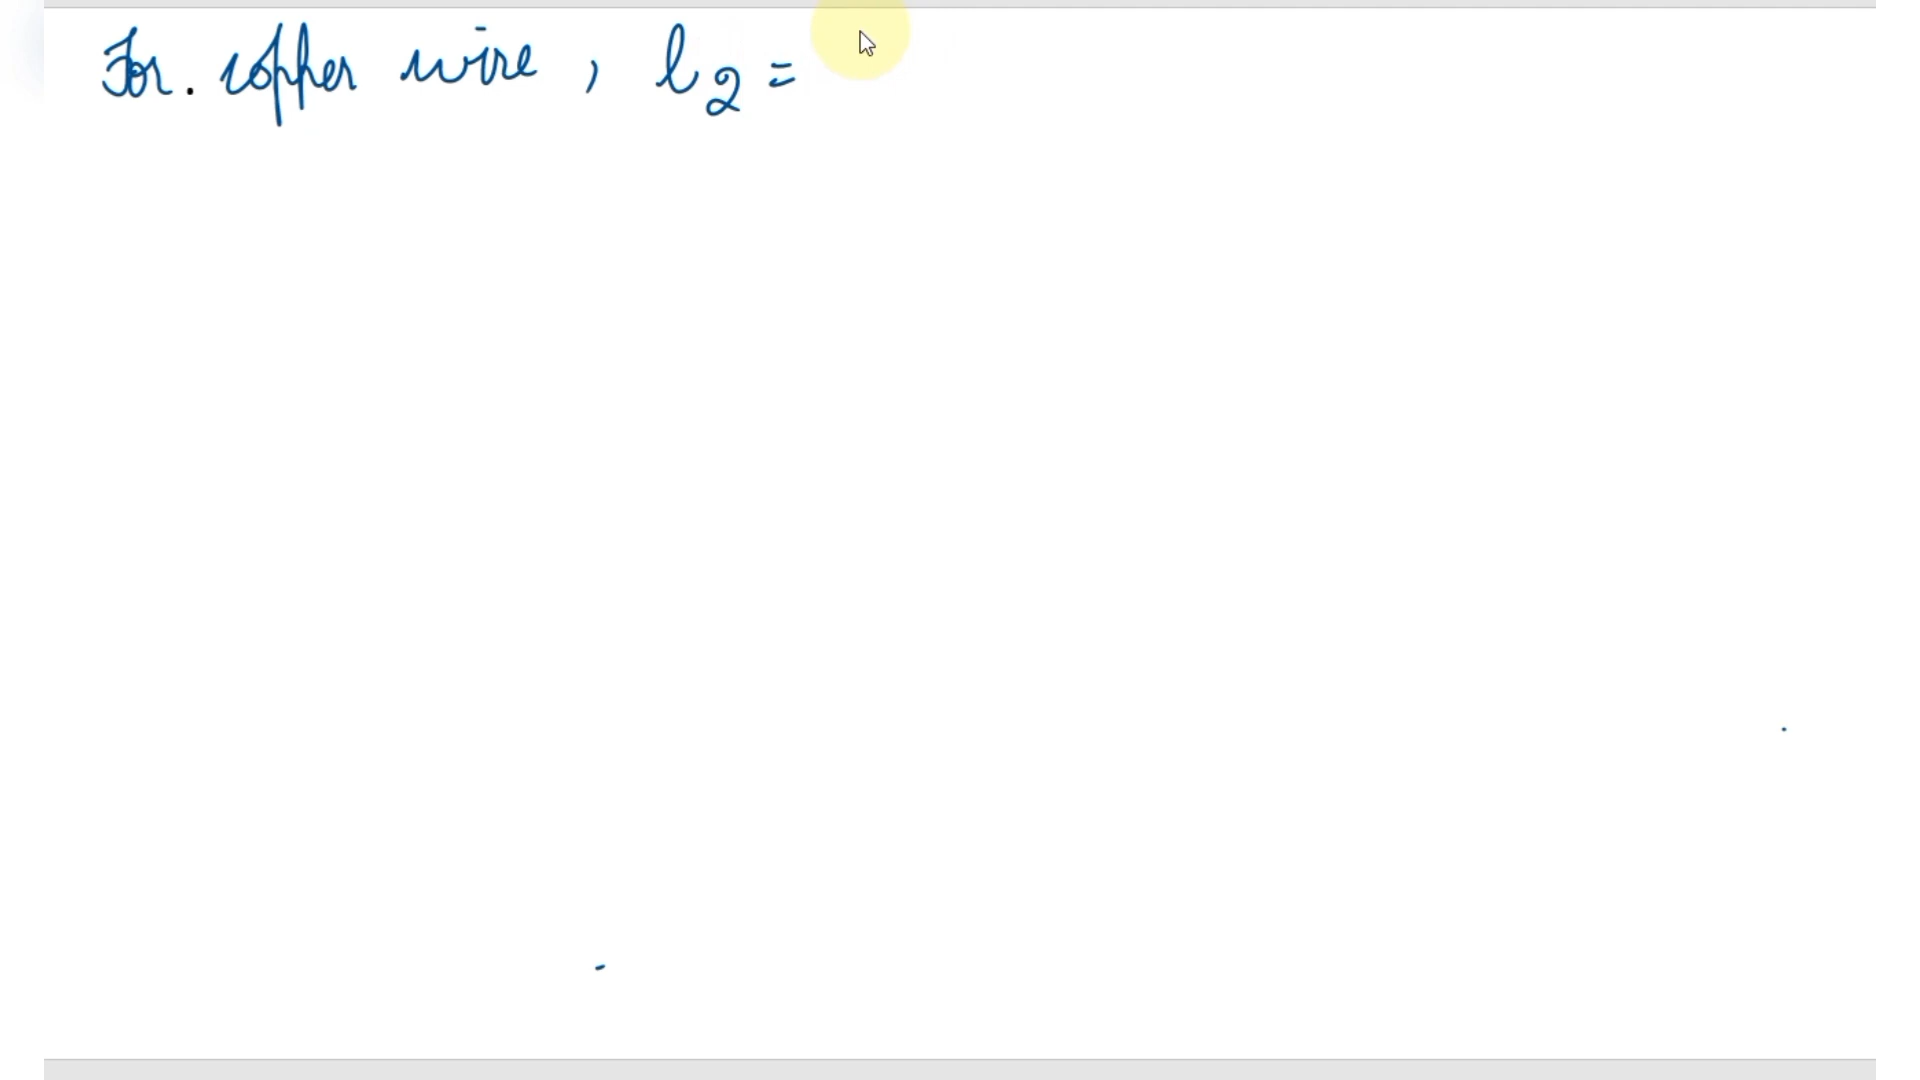 For. copper wire, l₂ =